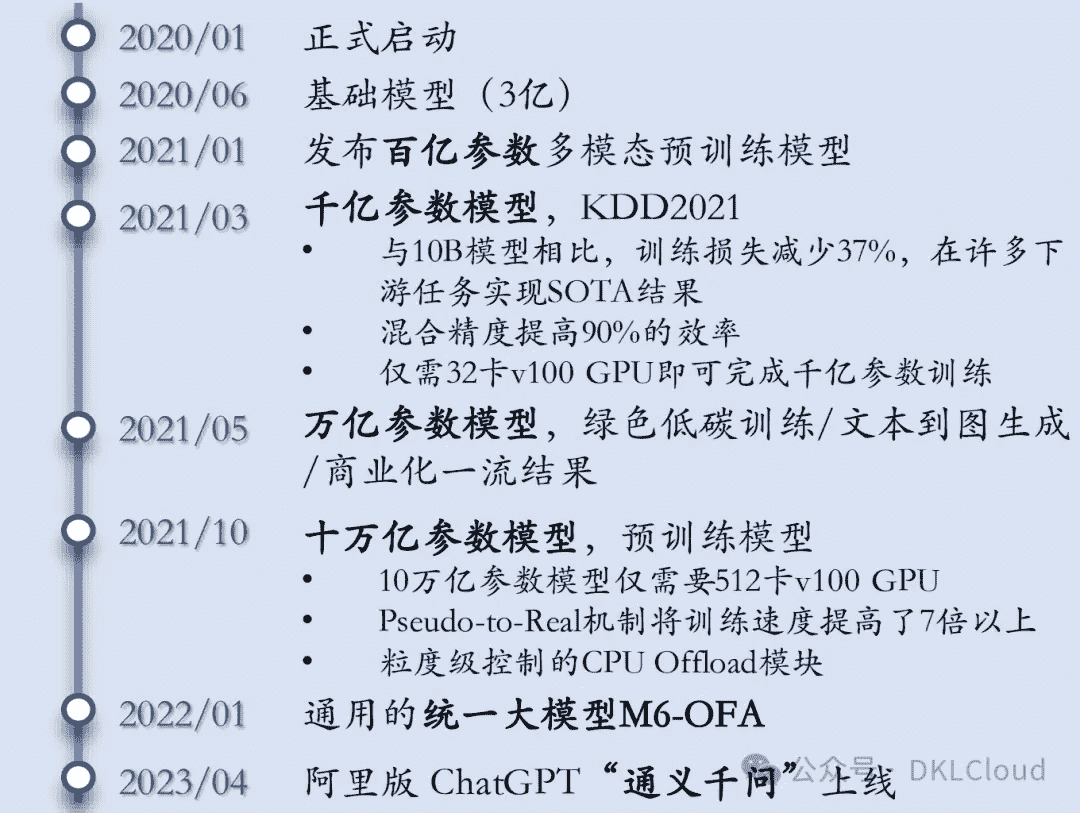 2020/01 正式启动
2020/06 基础模型（3亿）
2021/01 发布百亿参数多模态预训练模型
2021/03 千亿参数模型，KDD2021
• 与10B模型相比，训练损失减少37%，在许多下
游任务实现SOTA结果
• 混合精度提高90%的效率
• 仅需32卡v100 GPU即可完成千亿参数训练
2021/05 万亿参数模型，绿色低碳训练/文本到图生成
/商业化一流结果
2021/10 十万亿参数模型，预训练模型
• 10万亿参数模型仅需要512卡v100 GPU
• Pseudo-to-Real机制将训练速度提高了7倍以上
• 粒度级控制的CPU Offload模块
2022/01 通用的统一大模型M6-OFA
2023/04 阿里版 ChatGPT“通义千问”上线
公众号 · DKLCloud